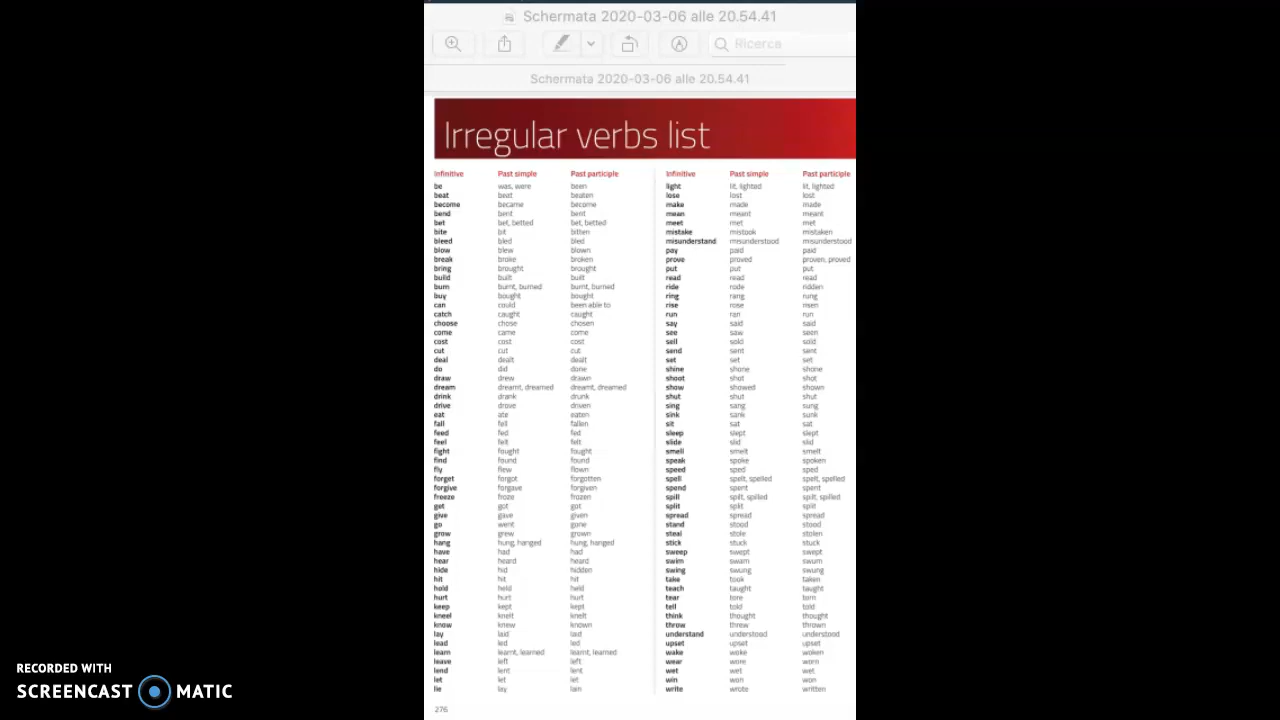 Schermata 2020-03-06 alle 20.54.41
Ricerca
Schermata 2020-03-06 alle 20.54.41
Irregular verbs list
Infinitive Past simple Past participle
be was, were been
beat beat beaten
become became become
bend bent bent
bet bet, betted bet, betted
bite bit bitten
bleed bled bled
blow blew blown
break broke broken
bring brought brought
build built built
burn burnt, burned burnt, burned
buy bought bought
can could been able to
catch caught caught
choose chose chosen
come came come
cost cost cost
cut cut cut
deal dealt dealt
do did done
draw drew drawn
dream dreamt, dreamed dreamt, dreamed
drink drank drunk
drive drove driven
eat ate eaten
fall fell fallen
feed fed fed
feel felt felt
fight fought fought
find found found
fly flew flown
forget forgot forgotten
forgive forgave forgiven
freeze froze frozen
get got got
give gave given
go went gone
grow grew grown
hang hung, hanged hung, hanged
have had had
hear heard heard
hide hid hidden
hit hit hit
hold held held
hurt hurt hurt
keep kept kept
kneel knelt knelt
know knew known
lay laid laid
lead led led
learn learnt, learned learnt, learned
leave left left
lend lent lent
let let let
lie lay lain
276
Infinitive Past simple Past participle
light lit, lighted lit, lighted
lose lost lost
make made made
mean meant meant
meet met met
mistake mistook mistaken
misunderstand misunderstood misunderstood
pay paid paid
prove proved proven, proved
put put put
read read read
ride rode ridden
ring rang rung
rise rose risen
run ran run
say said said
see saw seen
sell sold sold
send sent sent
set set set
shine shone shone
shoot shot shot
show showed shown
shut shut shut
sing sang sung
sink sank sunk
sit sat sat
sleep slept slept
slide slid slid
smell smelt smelt
speak spoke spoken
speed sped sped
spell spelt, spelled spelt, spelled
spend spent spent
spill spilt, spilled spilt, spilled
split split split
spread spread spread
stand stood stood
steal stole stolen
stick stuck stuck
sweep swept swept
swim swam swum
swing swung swung
take took taken
teach taught taught
tear tore torn
tell told told
think thought thought
throw threw thrown
understand understood understood
upset upset upset
wake woke woken
wear wore worn
wet wet wet
win won won
write wrote written
RECORDED WITH
SCREENCAST MATIC